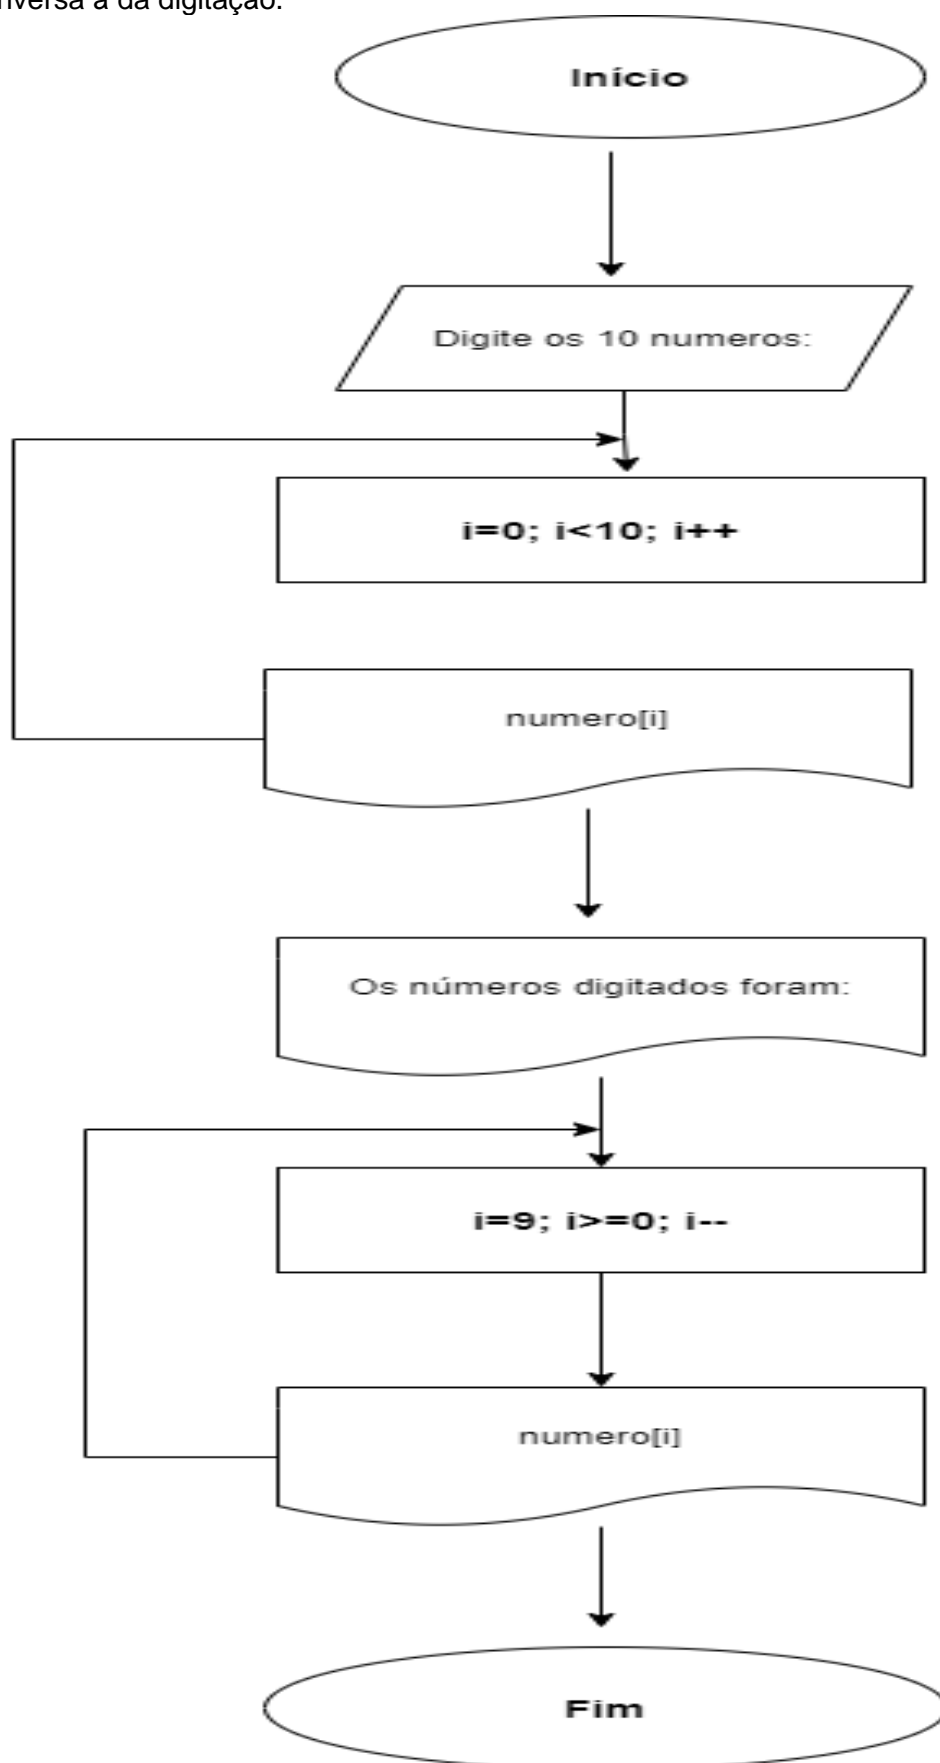 inversa à da digitação.
Início
Digite os 10 numeros:
i=0; i<10; i++
numero[i]
Os números digitados foram:
i=9; i>=0; i--
numero[i]
Fim